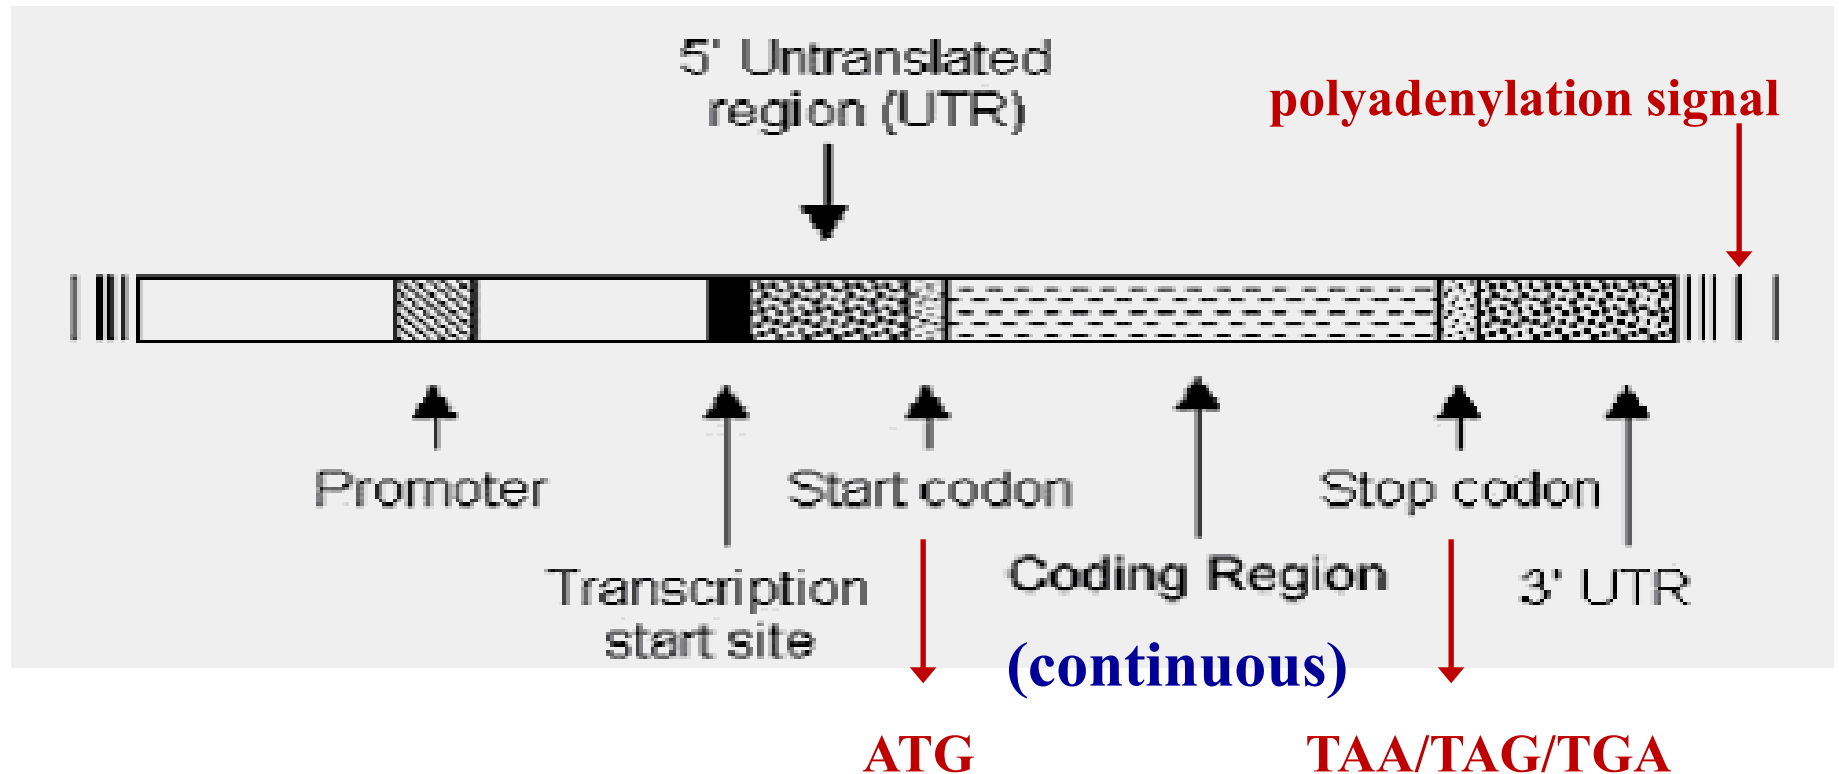 5' Untranslated
region (UTR)
polyadenylation signal
Promoter
Start codon
Stop codon
Transcription
start site
Coding Region
3' UTR
(continuous)
ATG
TAA/TAG/TGA